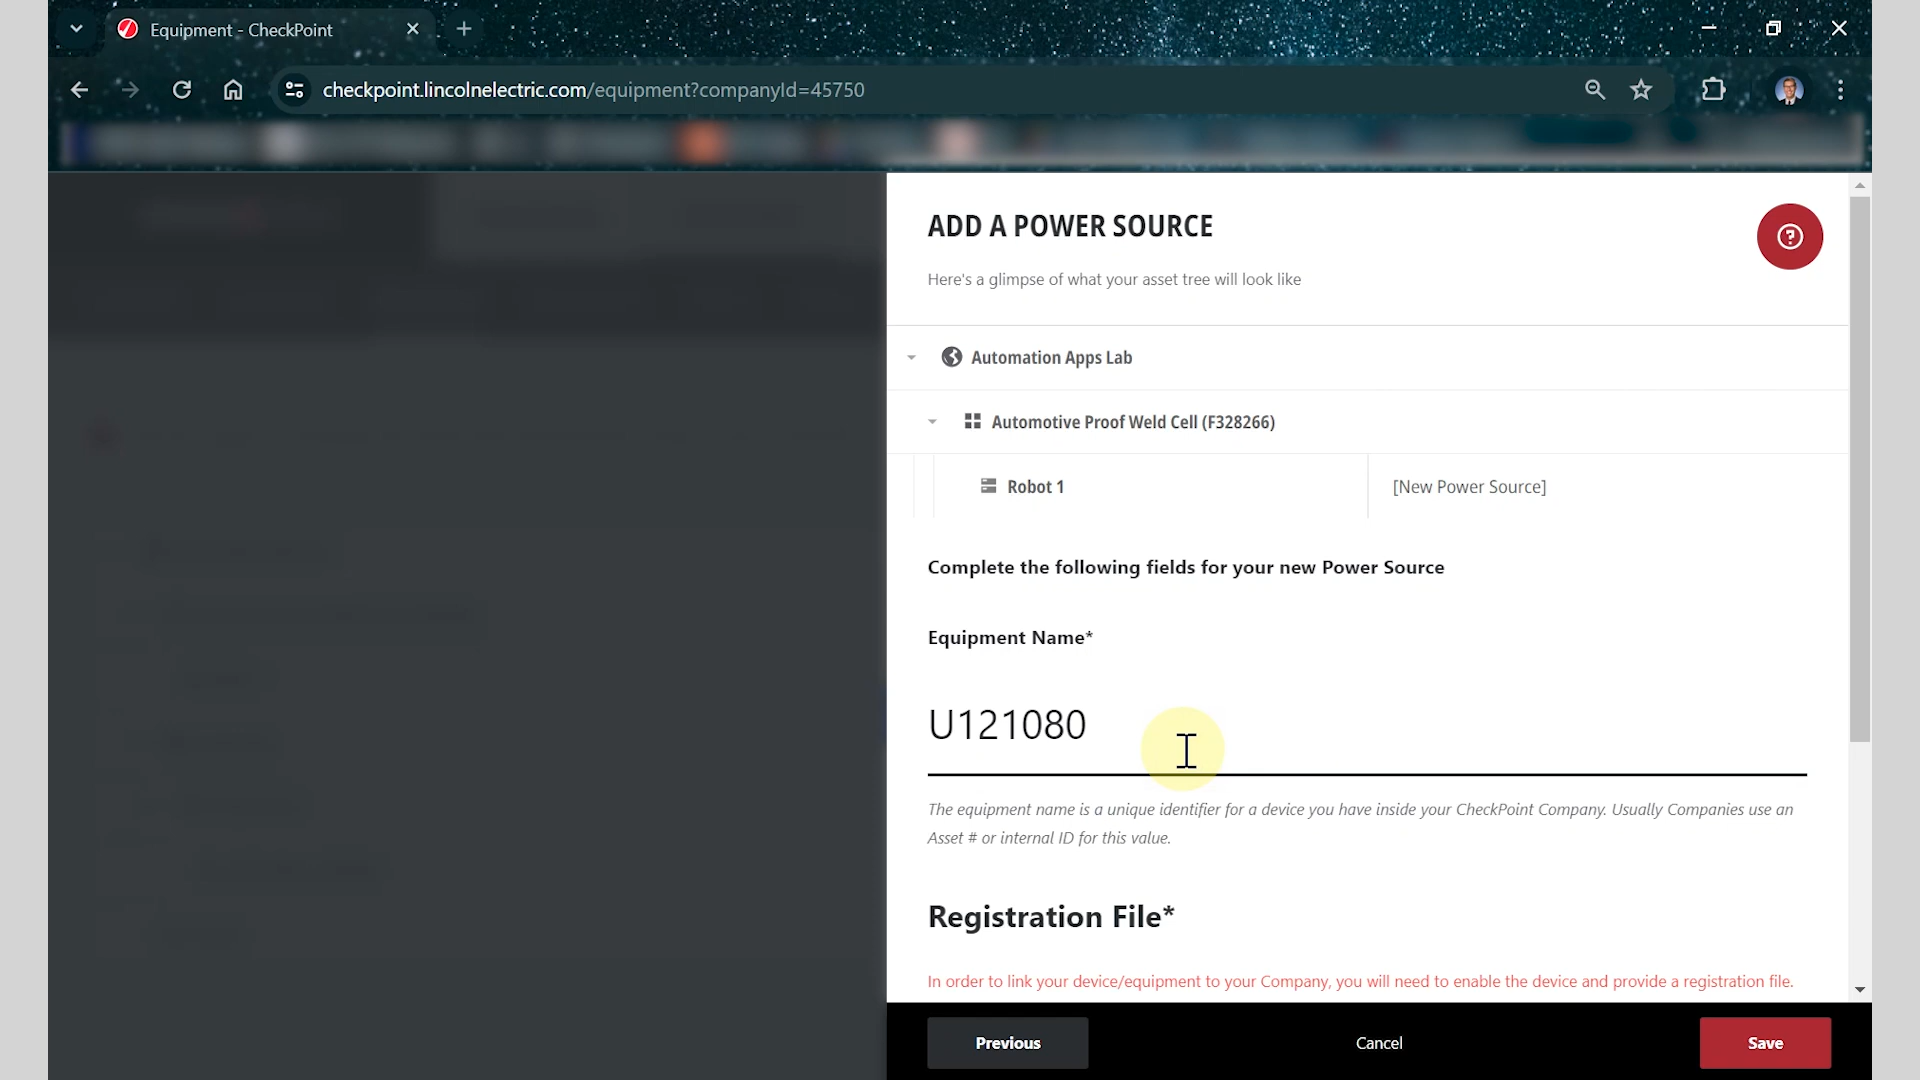 Equipment - CheckPoint
checkpoint.lincolnelectric.com/equipment?companyId=45750
ADD A POWER SOURCE
Here's a glimpse of what your asset tree will look like
Automation Apps Lab
Automotive Proof Weld Cell (F328266)
Robot 1
[New Power Source]
Complete the following fields for your new Power Source
Equipment Name*
U121080
The equipment name is a unique identifier for a device you have inside your CheckPoint Company. Usually Companies use an
Asset # or internal ID for this value.
Registration File*
In order to link your device/equipment to your Company, you will need to enable the device and provide a registration file.
Previous
Cancel
Save